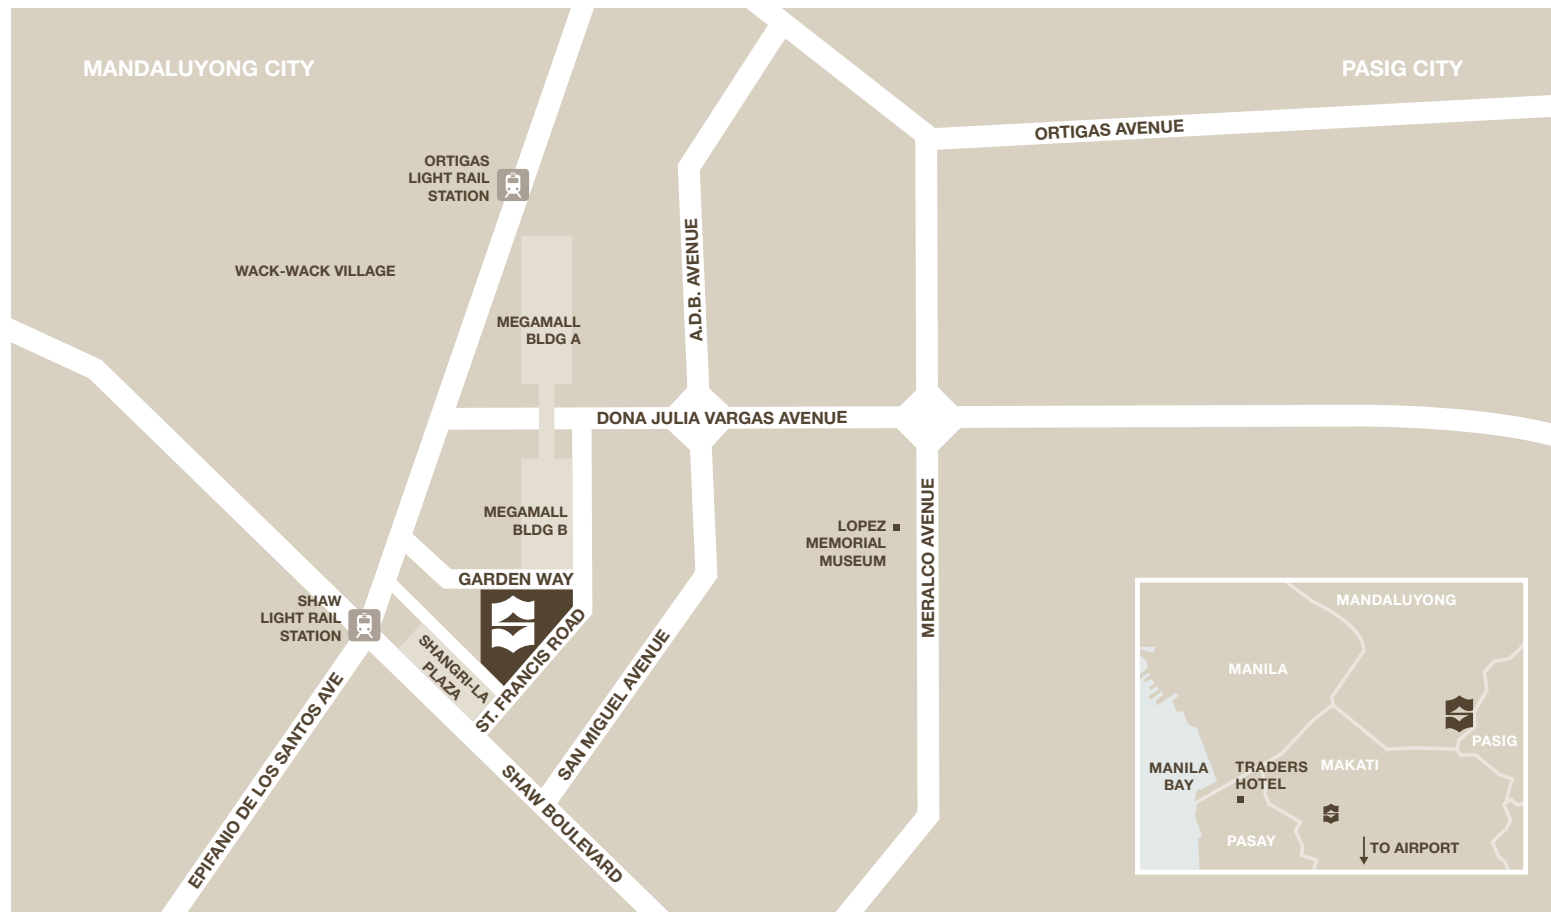 MANDALUYONG CITY
PASIG CITY
ORTIGAS AVENUE
ORTIGAS
LIGHT RAIL
STATION
WACK-WACK VILLAGE
A.D.B. AVENUE
MEGAMALL
BLDG A
DONA JULIA VARGAS AVENUE
MEGAMALL
BLDG B
LOPEZ
MEMORIAL
MUSEUM
MERALCO AVENUE
GARDEN WAY
SHAW
LIGHT RAIL
STATION
SHANGRI-LA
PLAZA
ST. FRANCIS ROAD
SAN MIGUEL AVENUE
EPIFANIO DE LOS SANTOS AVE
SHAW BOULEVARD
MANDALUYONG
MANILA
PASIG
MANILA
BAY
TRADERS
HOTEL
MAKATI
PASAY
TO AIRPORT